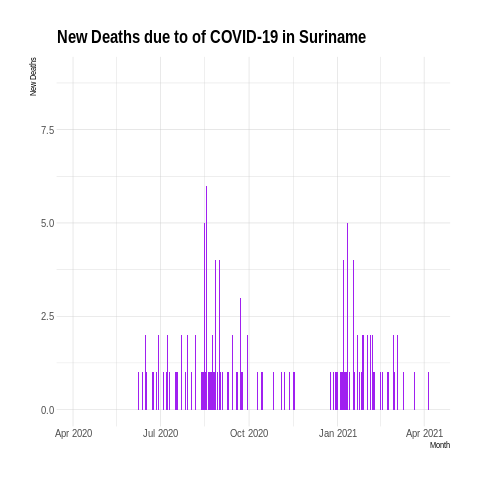 New Deaths due to of COVID-19 in Suriname
New Deaths
7.5
5.0
2.5
0.0
Apr 2020 Jul 2020 Oct 2020 Jan 2021 Apr 2021
Month